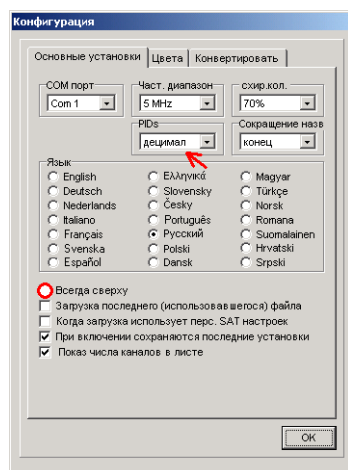 Конфигурация
Основные установки Цвета Конвертировать
COM порт Част. диапазон схир.кол.
Com 1 5 MHz 70%
PIDs Сокращение назв
децимал конец
Язык
English Ελληνικά Magyar
Deutsch Slovensky Türkçe
Nederlands Česky Norsk
Italiano Português Romana
Français Русский Suomalainen
Svenska Polski Hrvatski
Español Dansk Srpski
Всегда сверху
Загрузка последнего (использовавшегося) файла
Когда загрузка использует перс. SAT настроек
При включении сохраняются последние установки
Показ числа каналов в листе
OK